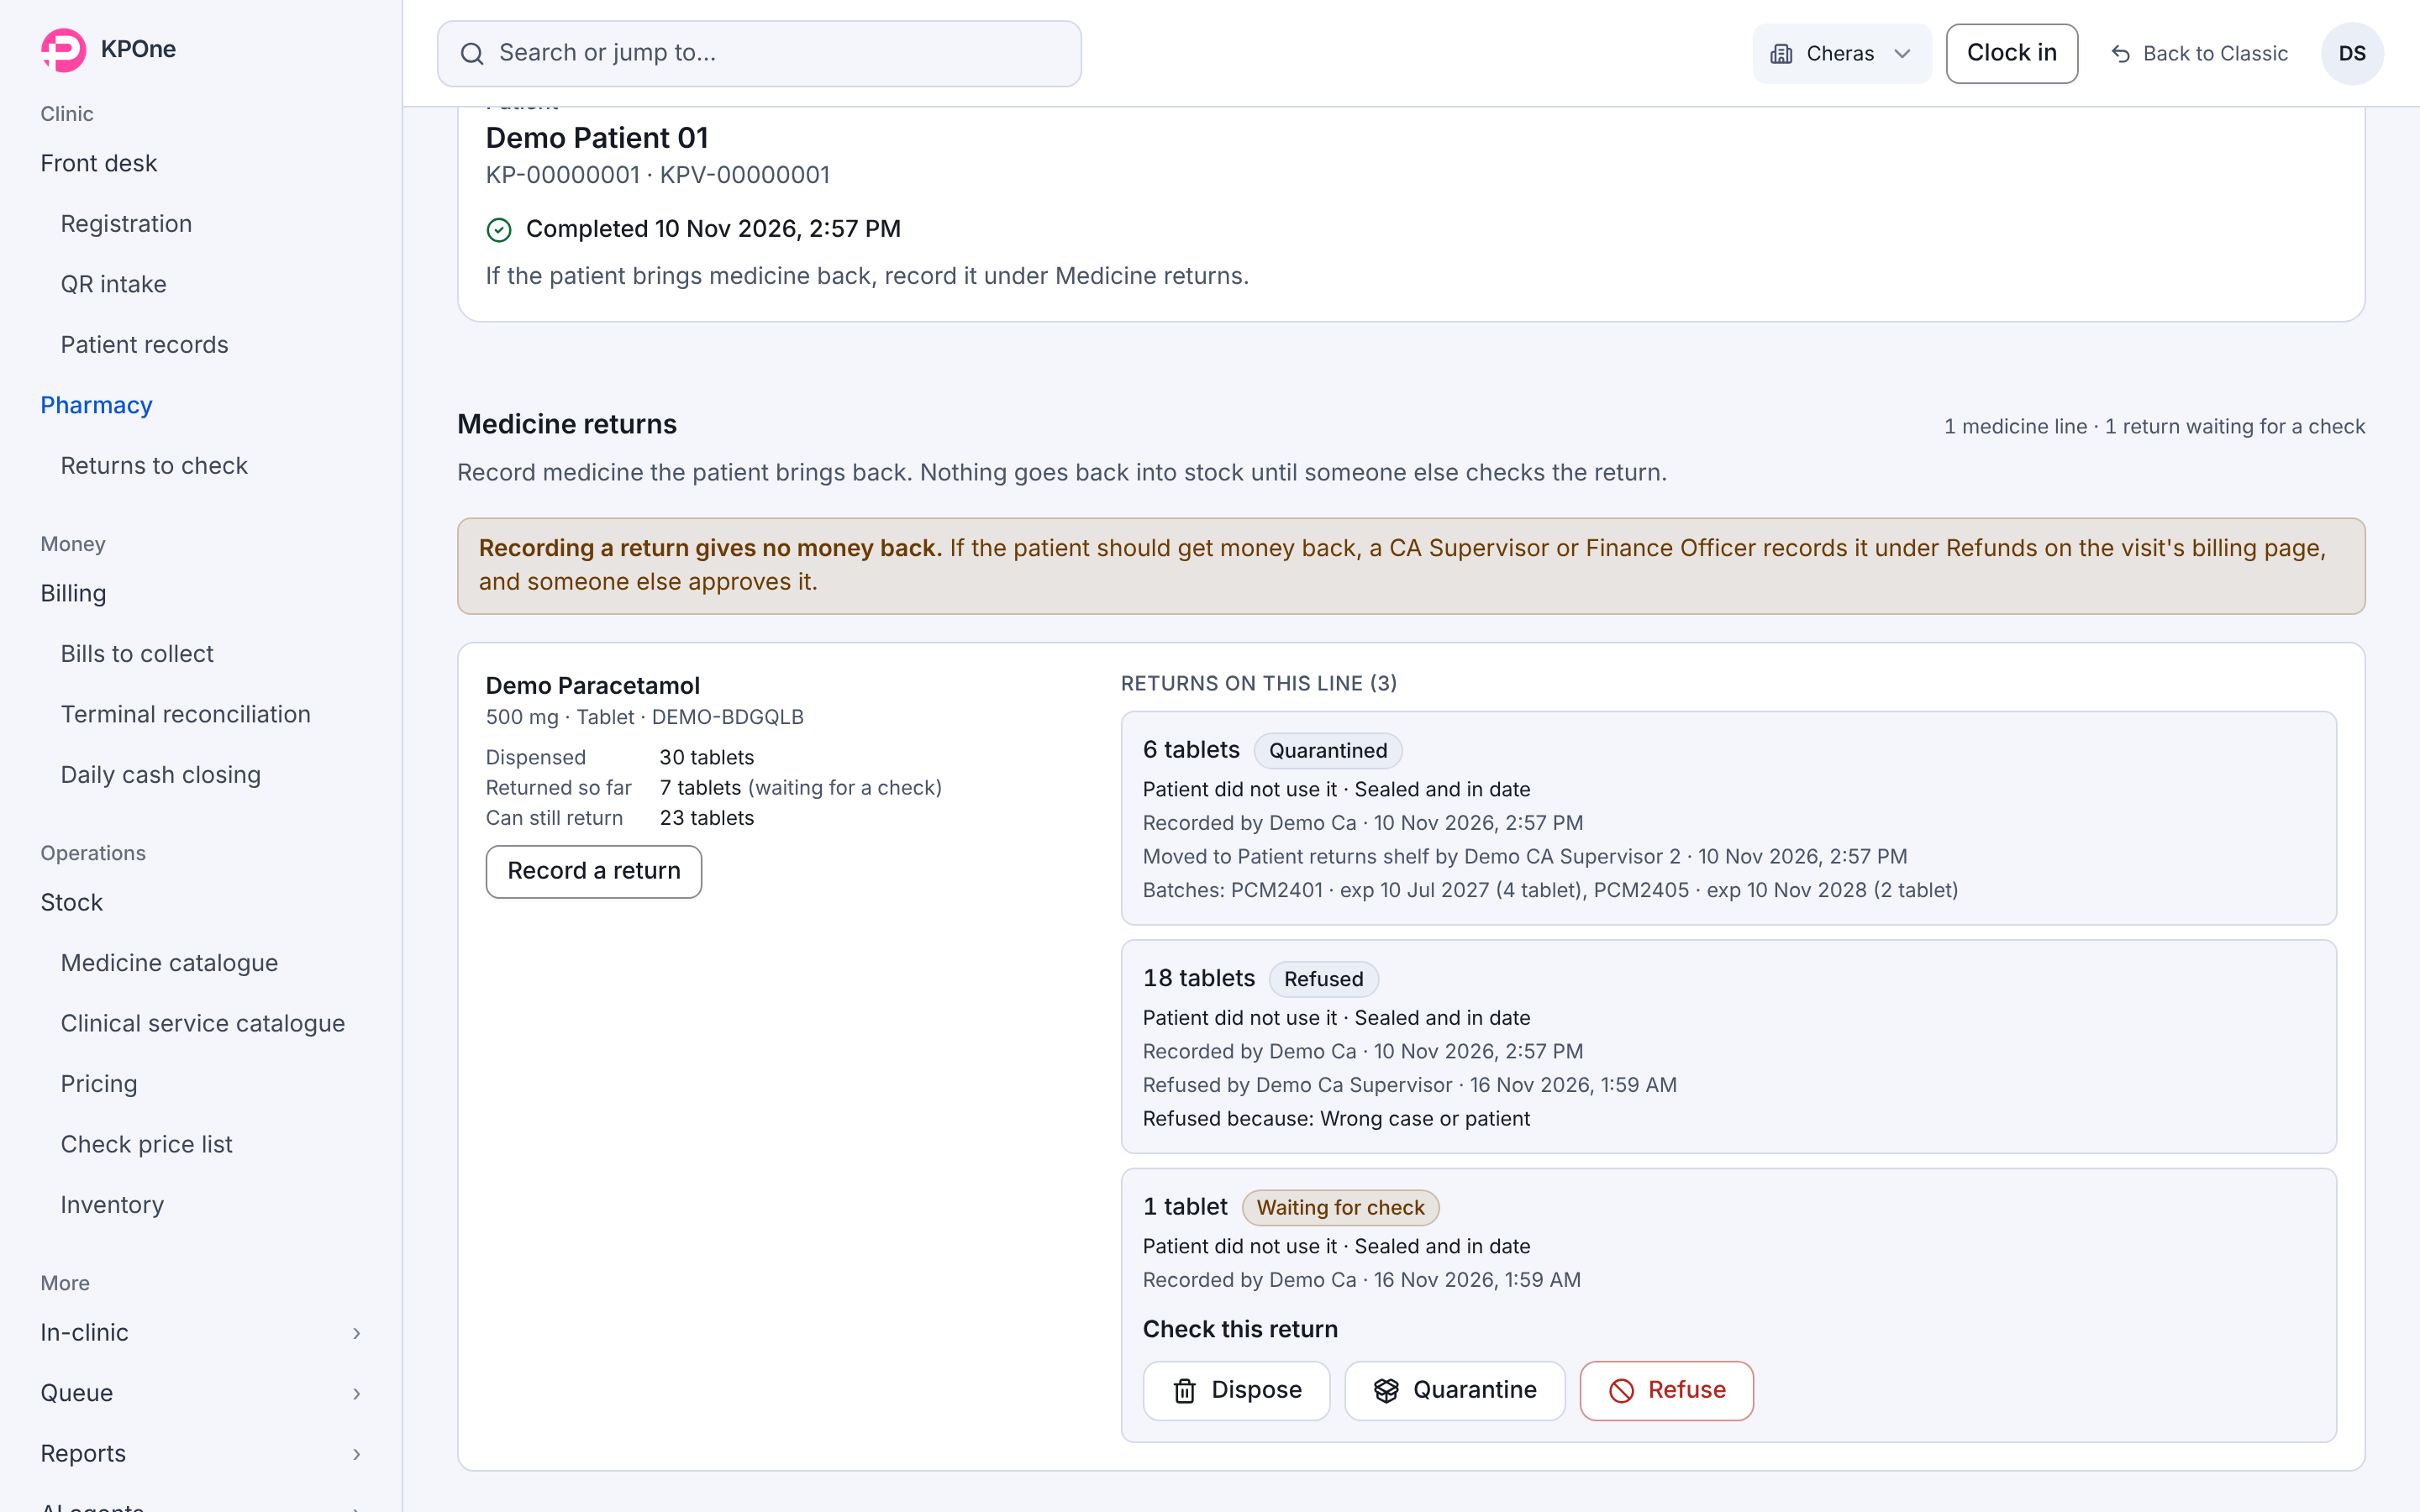 KPOne
Clinic
Front desk
Registration
QR intake
Patient records
Pharmacy
Returns to check
Money
Billing
Bills to collect
Terminal reconciliation
Daily cash closing
Operations
Stock
Medicine catalogue
Clinical service catalogue
Pricing
Check price list
Inventory
More
In-clinic
Queue
Reports
AI agents
Search or jump to...
Cheras
Clock in
Back to Classic
DS
Patient
Demo Patient 01
KP-00000001 · KPV-00000001
Completed 10 Nov 2026, 2:57 PM
If the patient brings medicine back, record it under Medicine returns.
Medicine returns
1 medicine line · 1 return waiting for a check
Record medicine the patient brings back. Nothing goes back into stock until someone else checks the return.
Recording a return gives no money back. If the patient should get money back, a CA Supervisor or Finance Officer records it under Refunds on the visit's billing page,
and someone else approves it.
Demo Paracetamol
500 mg · Tablet · DEMO-BDGQLB
Dispensed 30 tablets
Returned so far 7 tablets (waiting for a check)
Can still return 23 tablets
Record a return
RETURNS ON THIS LINE (3)
6 tablets Quarantined
Patient did not use it · Sealed and in date
Recorded by Demo Ca · 10 Nov 2026, 2:57 PM
Moved to Patient returns shelf by Demo CA Supervisor 2 · 10 Nov 2026, 2:57 PM
Batches: PCM2401 · exp 10 Jul 2027 (4 tablet), PCM2405 · exp 10 Nov 2028 (2 tablet)
18 tablets Refused
Patient did not use it · Sealed and in date
Recorded by Demo Ca · 10 Nov 2026, 2:57 PM
Refused by Demo Ca Supervisor · 16 Nov 2026, 1:59 AM
Refused because: Wrong case or patient
1 tablet Waiting for check
Patient did not use it · Sealed and in date
Recorded by Demo Ca · 16 Nov 2026, 1:59 AM
Check this return
Dispose
Quarantine
Refuse